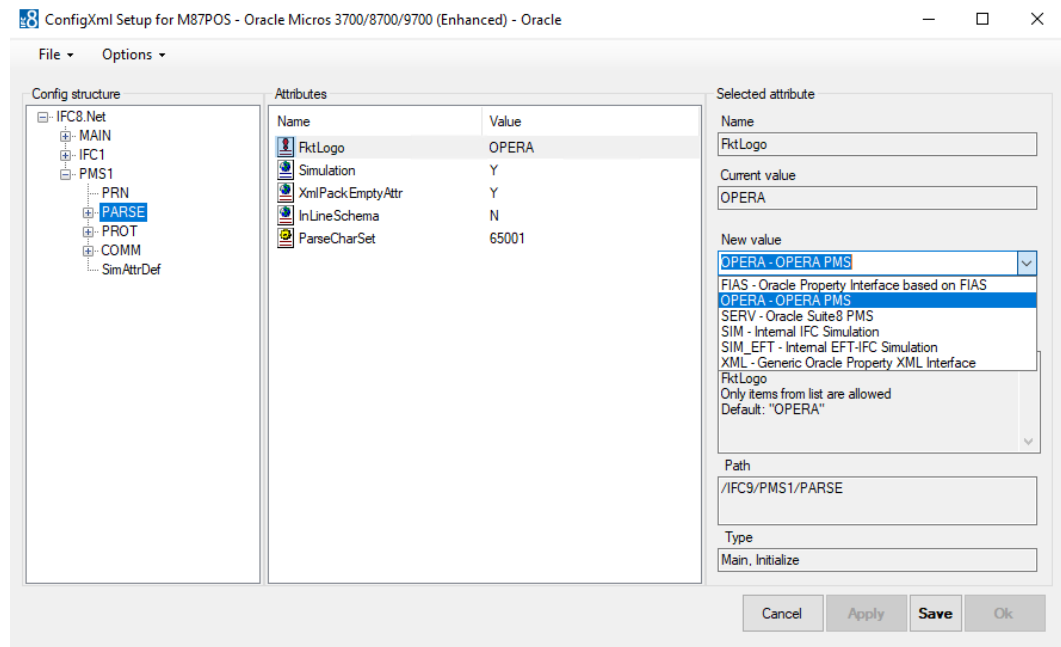 ConfigXml Setup for M87POS - Oracle Micros 3700/8700/9700 (Enhanced) - Oracle
File Options
Config structure
IFC8.Net
MAIN
IFC1
PMS1
PRN
PARSE
PROT
COMM
SimAttrDef
Attributes
Name Value
FktLogo OPERA
Simulation Y
XmlPackEmptyAttr Y
InLineSchema N
ParseCharSet 65001
Selected attribute
Name
FktLogo
Current value
OPERA
New value
OPERA - OPERA PMS
FIAS - Oracle Property Interface based on FIAS
OPERA - OPERA PMS
SERV - Oracle Suite8 PMS
SIM - Internal IFC Simulation
SIM_EFT - Internal EFT-IFC Simulation
XML - Generic Oracle Property XML Interface
FktLogo
Only items from list are allowed
Default: "OPERA"
Path
/IFC9/PMS1/PARSE
Type
Main, Initialize
Cancel Apply Save Ok